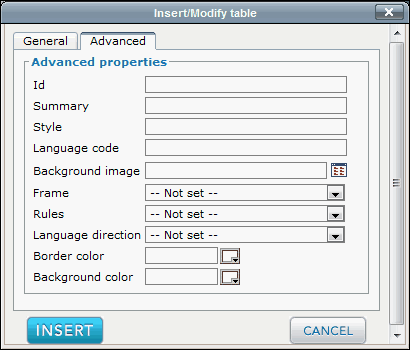 Insert/Modify table
General Advanced
Advanced properties
Id
Summary
Style
Language code
Background image
Frame -- Not set --
Rules -- Not set --
Language direction -- Not set --
Border color
Background color
INSERT CANCEL